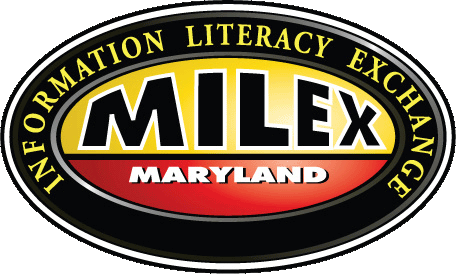 INFORMATION LITERACY EXCHANGE
MILEX
MARYLAND